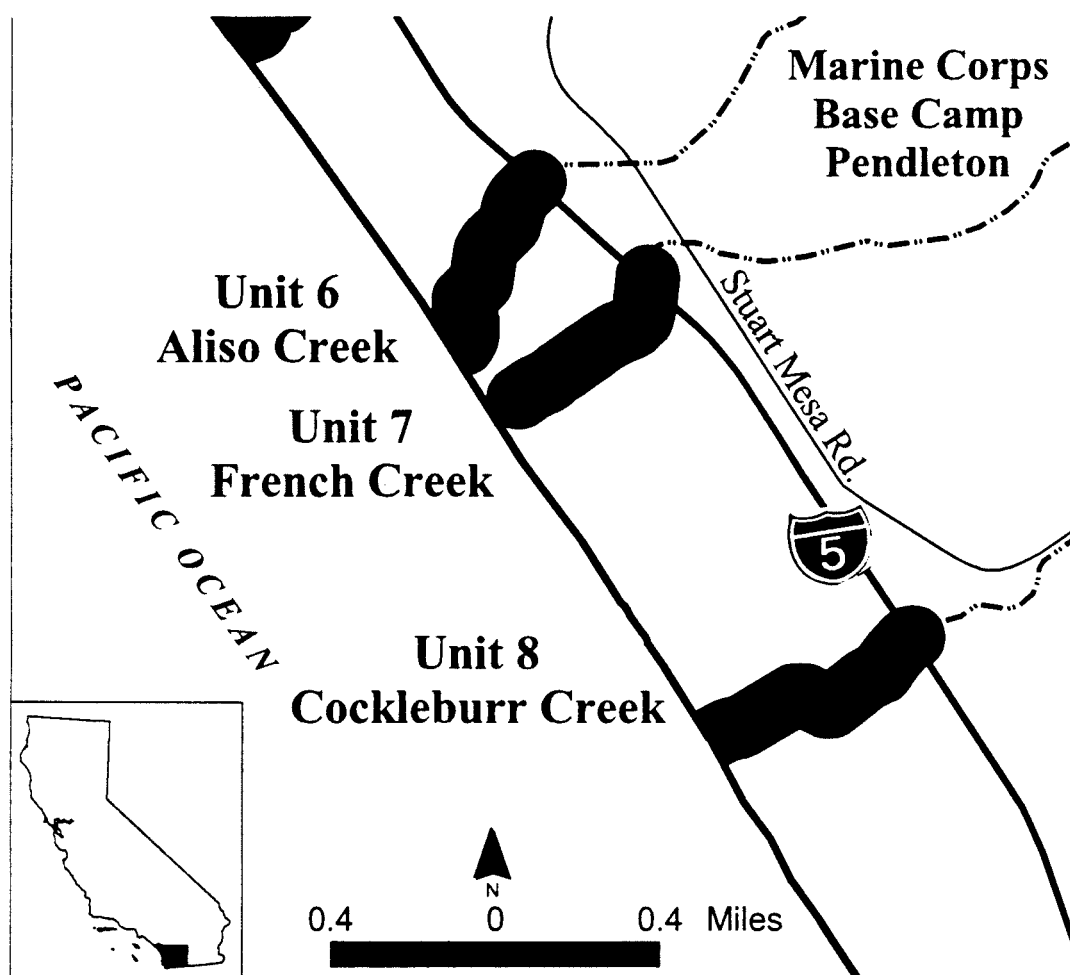 Marine Corps
Base Camp
Pendleton
Unit 6
Aliso Creek
Stuart Mesa Rd.
PACIFIC OCEAN
Unit 7
French Creek
5
Unit 8
Cockleburr Creek
N
0.4 0 0.4 Miles